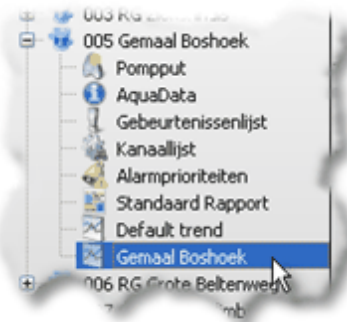 005 Gemaal Boshoek
Pompput
AquaData
Gebeurtenissenlijst
Kanaallijst
Alarmprioriteiten
Standaard Rapport
Default trend
Gemaal Boshoek
006 RG Grote Beltenweg